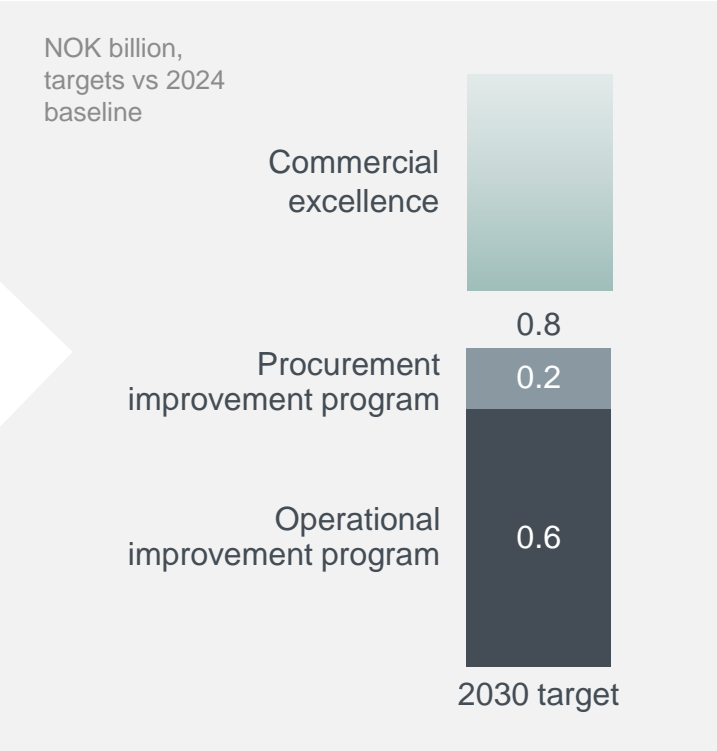 NOK billion,
targets vs 2024
baseline
Commercial
excellence
0.8
Procurement
improvement program
0.2
Operational
improvement program
0.6
2030 target